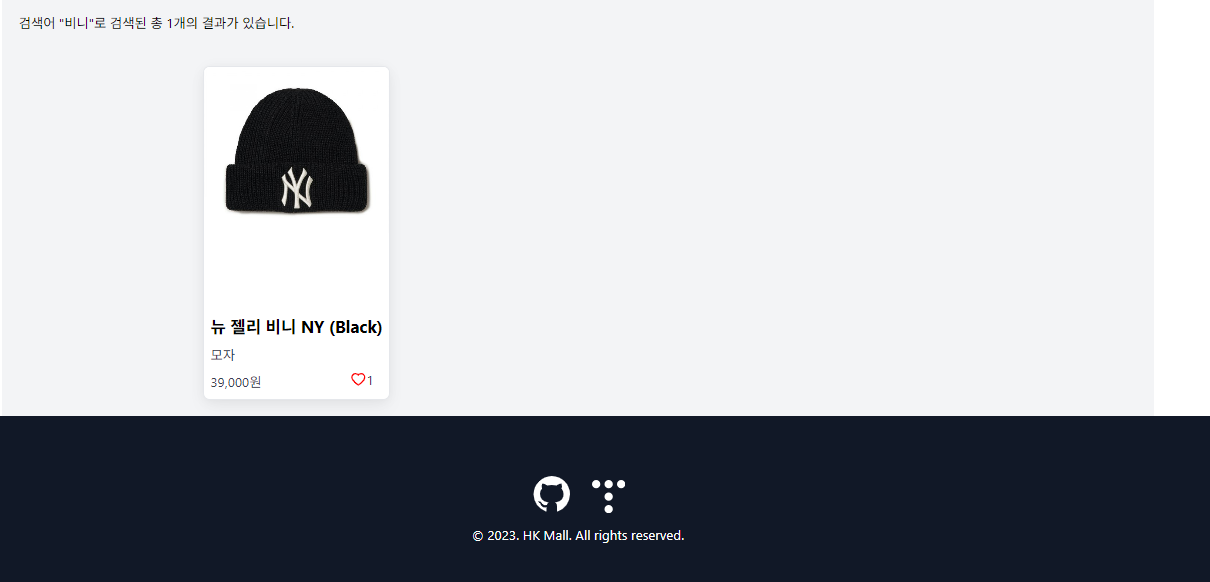 검색어 "비니"로 검색된 총 1개의 결과가 있습니다.
NY
뉴 젤리 비니 NY (Black)
모자
39,000원
1
© 2023. HK Mall. All rights reserved.